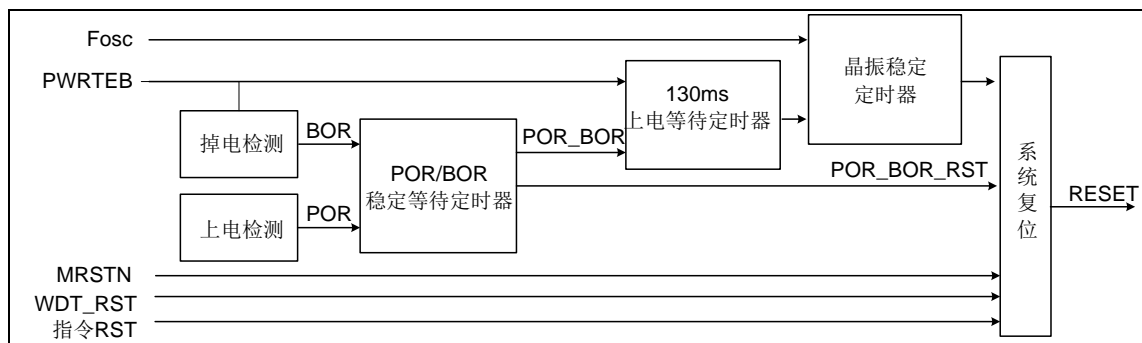 Fosc
PWRTEB
掉电检测
BOR
上电检测
POR
POR/BOR
稳定等待定时器
POR_BOR
130ms
上电等待定时器
晶振稳定
定时器
POR_BOR_RST
MRSTN
WDT_RST
指令RST
系统复位
RESET